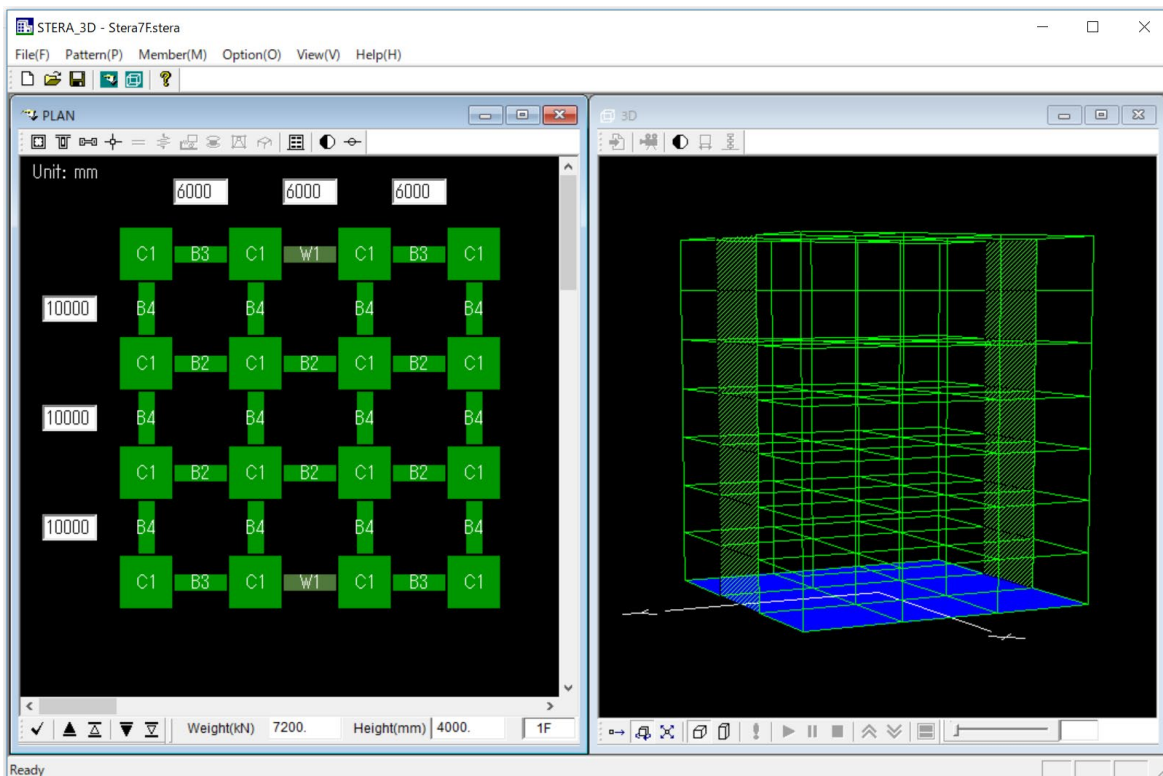 STERA_3D - Stera7F.stera
File(F) Pattern(P) Member(M) Option(O) View(V) Help(H)
PLAN
Unit: mm
6000 6000 6000
C1 B3 C1 W1 C1 B3 C1
10000 B4 B4 B4 B4
C1 B2 C1 B2 C1 B2 C1
10000 B4 B4 B4 B4
C1 B2 C1 B2 C1 B2 C1
10000 B4 B4 B4 B4
C1 B3 C1 W1 C1 B3 C1
Weight(kN) 7200. Height(mm) 4000. 1F
3D
Ready